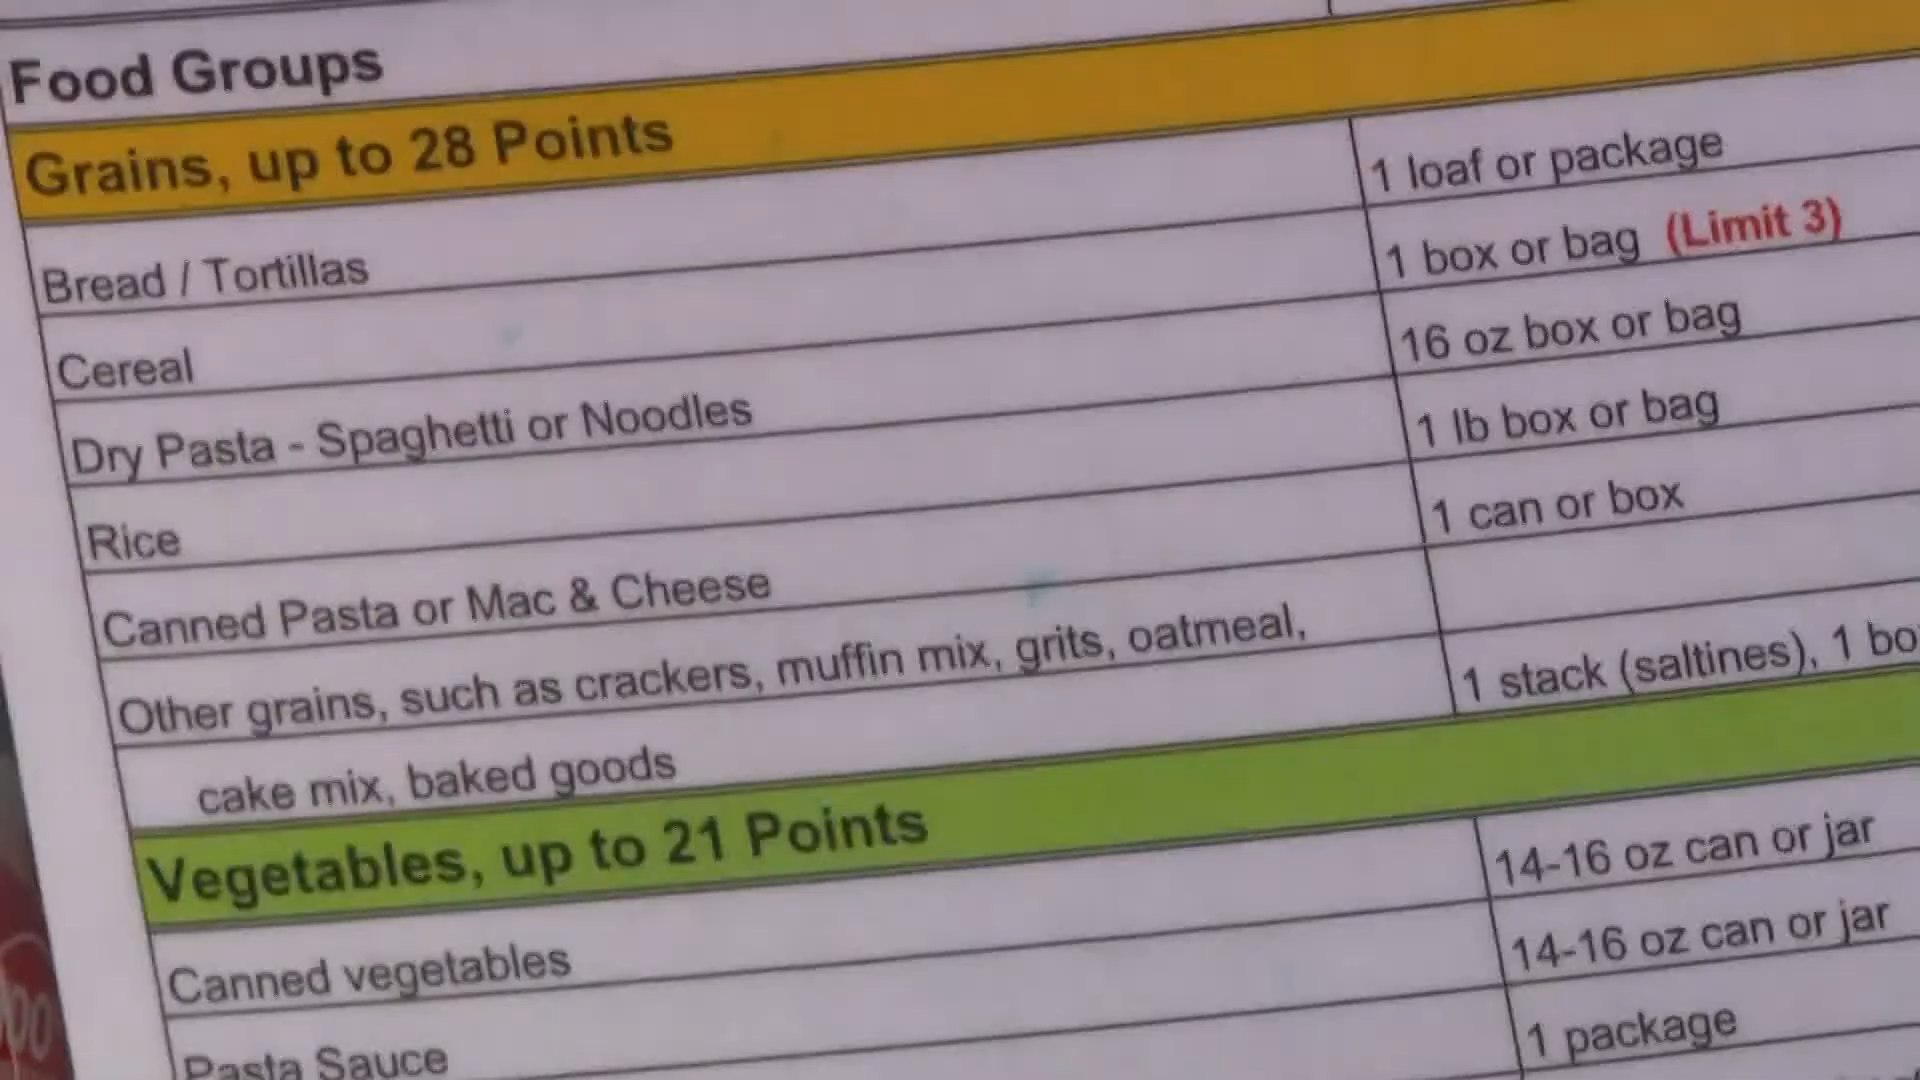 Food Groups
Grains, up to 28 Points
Bread / Tortillas
1 loaf or package
Cereal
1 box or bag (Limit 3)
Dry Pasta - Spaghetti or Noodles
16 oz box or bag
Rice
1 lb box or bag
Canned Pasta or Mac & Cheese
1 can or box
Other grains, such as crackers, muffin mix, grits, oatmeal,
cake mix, baked goods
1 stack (saltines), 1 bo
Vegetables, up to 21 Points
Canned vegetables
14-16 oz can or jar
Pasta Sauce
14-16 oz can or jar
1 package